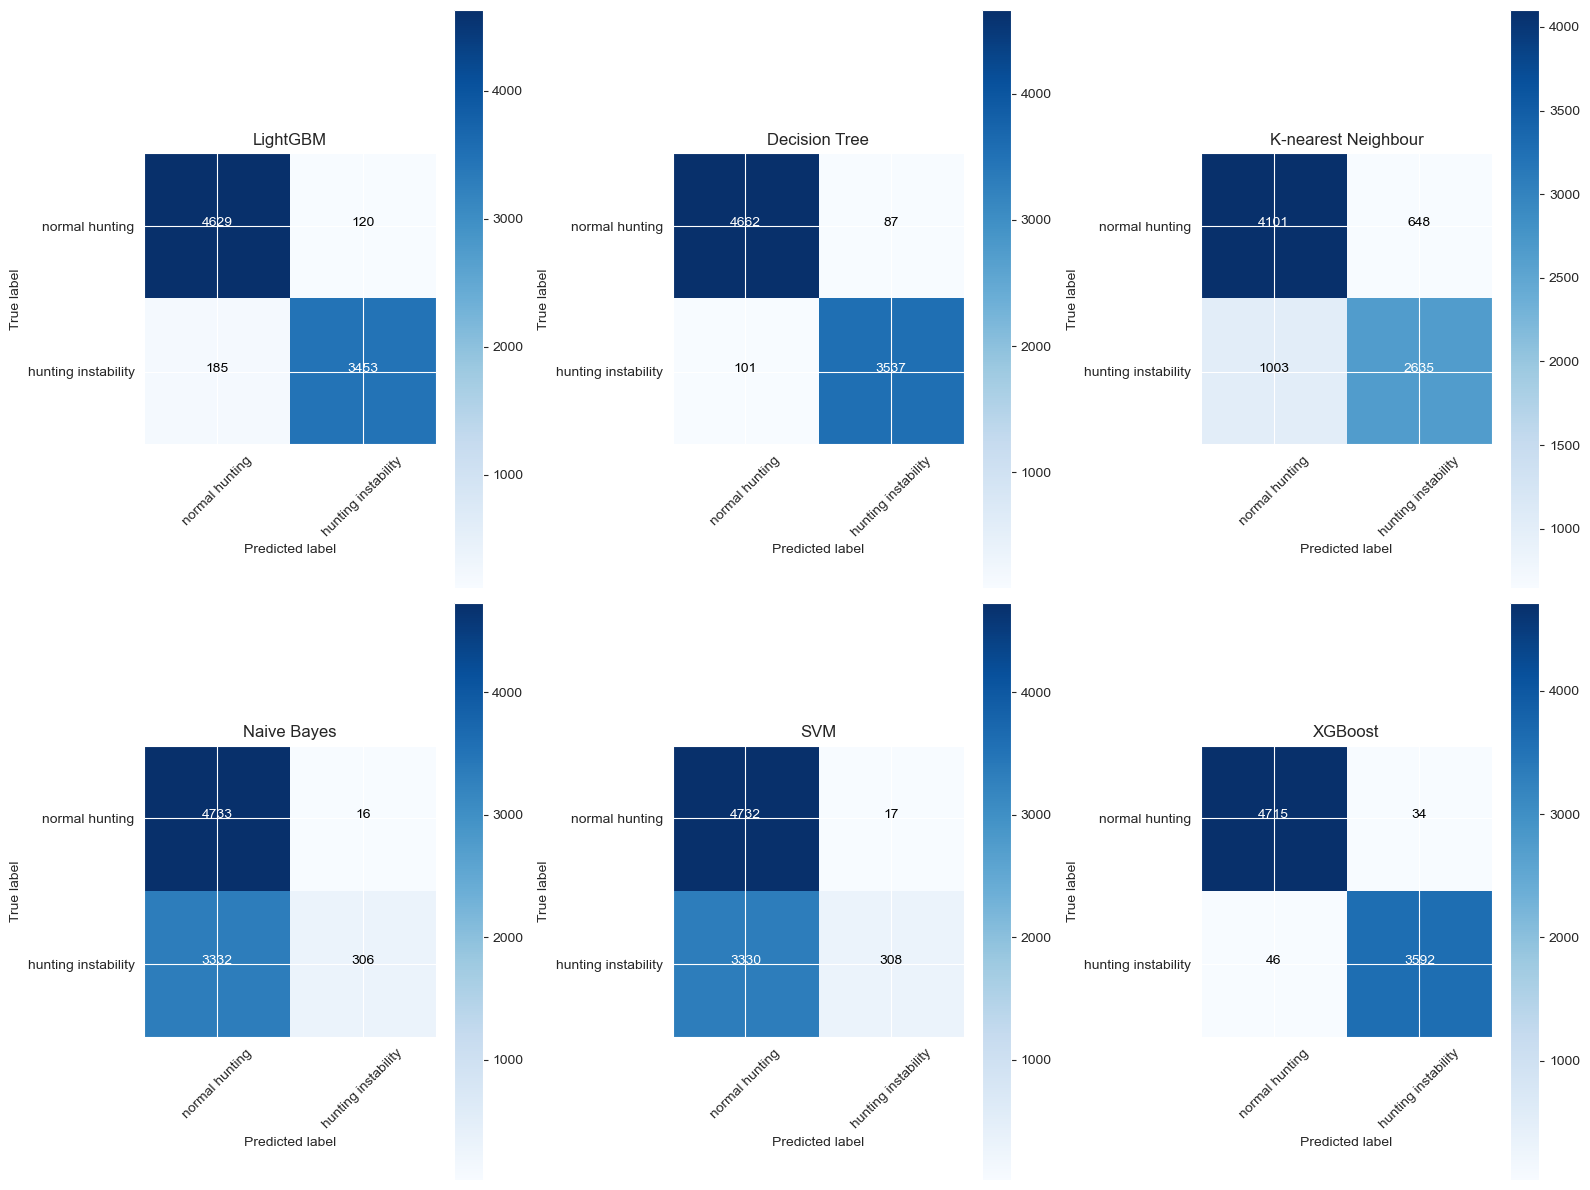 LightGBM
4000
3000
2000
1000
normal hunting
hunting instability
True label
4629
120
185
3453
normal hunting
hunting instability
Predicted label
Decision Tree
4000
3000
2000
1000
normal hunting
hunting instability
True label
4662
87
101
3537
normal hunting
hunting instability
Predicted label
K-nearest Neighbour
4000
3500
3000
2500
2000
1500
1000
normal hunting
hunting instability
True label
4101
648
1003
2635
normal hunting
hunting instability
Predicted label
Naive Bayes
4000
3000
2000
1000
normal hunting
hunting instability
True label
4733
16
3332
306
normal hunting
hunting instability
Predicted label
SVM
4000
3000
2000
1000
normal hunting
hunting instability
True label
4732
17
3330
308
normal hunting
hunting instability
Predicted label
XGBoost
4000
3000
2000
1000
normal hunting
hunting instability
True label
4715
34
46
3592
normal hunting
hunting instability
Predicted label